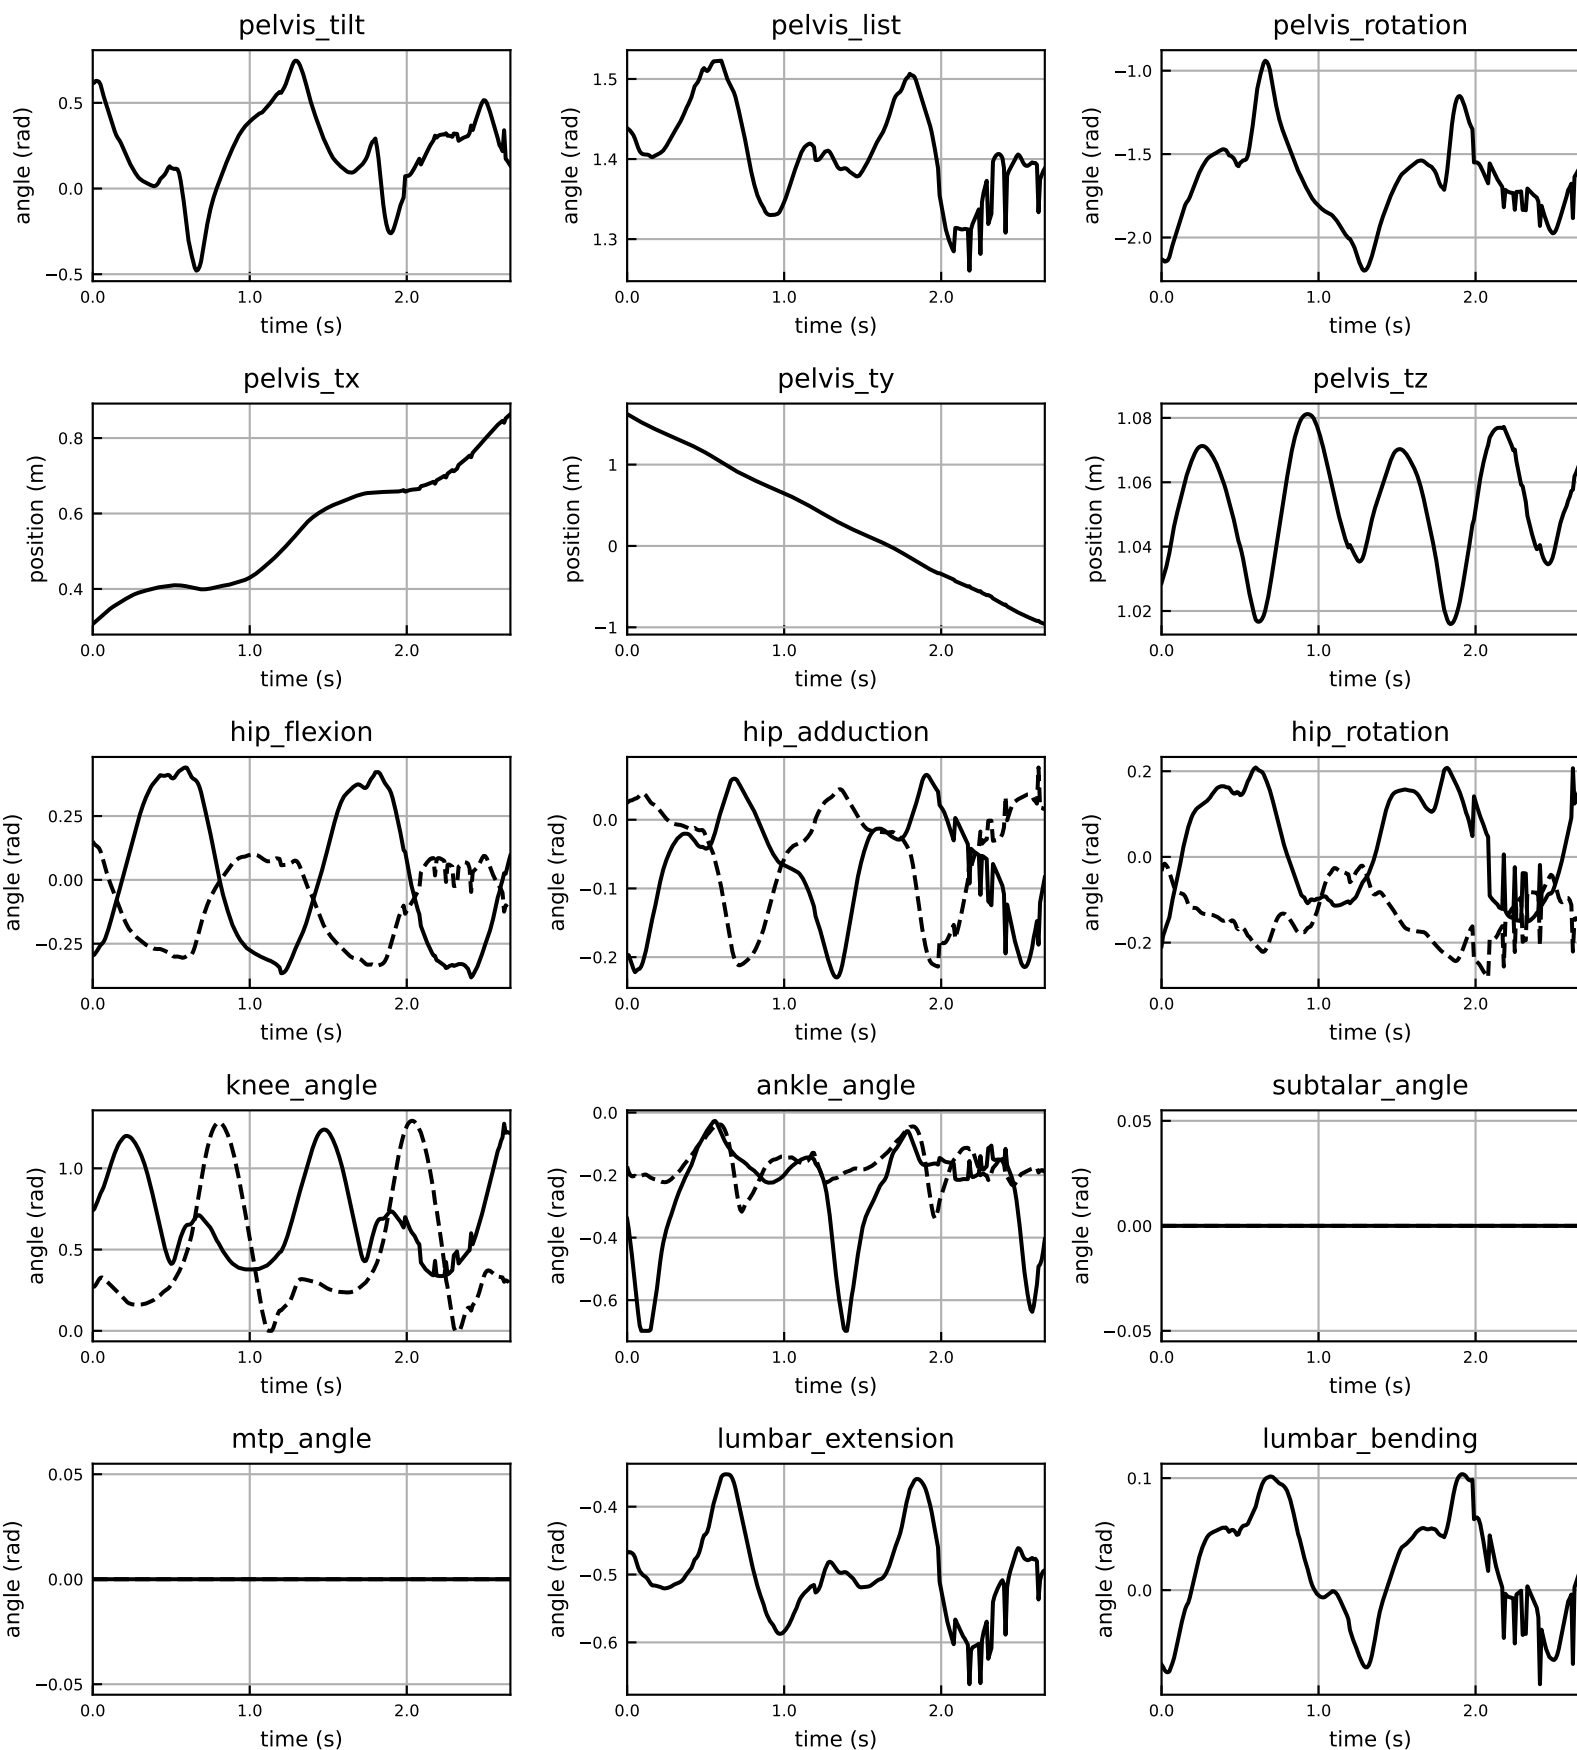 pelvis_tilt
angle (rad)
0.5
0.0
−0.5
0.0 1.0 2.0
time (s)
pelvis_list
angle (rad)
1.5
1.4
1.3
0.0 1.0 2.0
time (s)
pelvis_rotation
angle (rad)
−1.0
−1.5
−2.0
0.0 1.0 2.0
time (s)
pelvis_tx
position (m)
0.8
0.6
0.4
0.0 1.0 2.0
time (s)
pelvis_ty
position (m)
1
0
−1
0.0 1.0 2.0
time (s)
pelvis_tz
position (m)
1.08
1.06
1.04
1.02
0.0 1.0 2.0
time (s)
hip_flexion
angle (rad)
0.25
0.00
−0.25
0.0 1.0 2.0
time (s)
hip_adduction
angle (rad)
0.0
−0.1
−0.2
0.0 1.0 2.0
time (s)
hip_rotation
angle (rad)
0.2
0.0
−0.2
0.0 1.0 2.0
time (s)
knee_angle
angle (rad)
1.0
0.5
0.0
0.0 1.0 2.0
time (s)
ankle_angle
angle (rad)
0.0
−0.2
−0.4
−0.6
0.0 1.0 2.0
time (s)
subtalar_angle
angle (rad)
0.05
0.00
−0.05
0.0 1.0 2.0
time (s)
mtp_angle
angle (rad)
0.05
0.00
−0.05
0.0 1.0 2.0
time (s)
lumbar_extension
angle (rad)
−0.4
−0.5
−0.6
0.0 1.0 2.0
time (s)
lumbar_bending
angle (rad)
0.1
0.0
0.0 1.0 2.0
time (s)